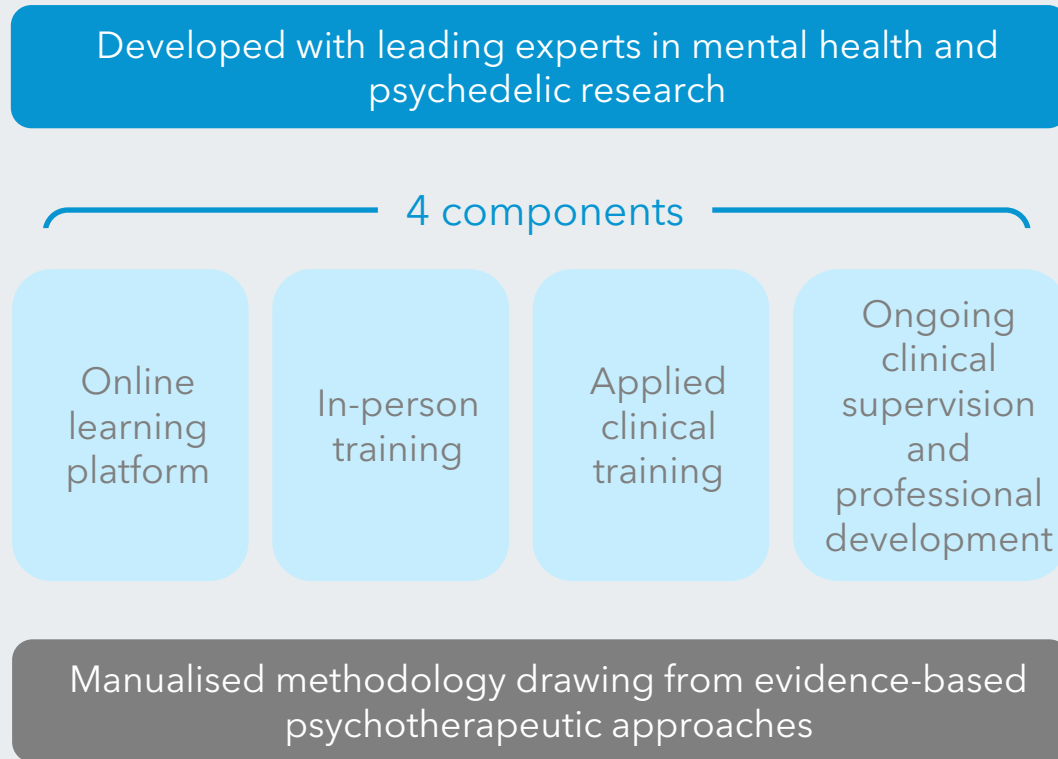 Developed with leading experts in mental health and
psychedelic research
4 components
Online
learning
platform
In-person
training
Applied
clinical
training
Ongoing
clinical
supervision
and
professional
development
Manualised methodology drawing from evidence-based
psychotherapeutic approaches